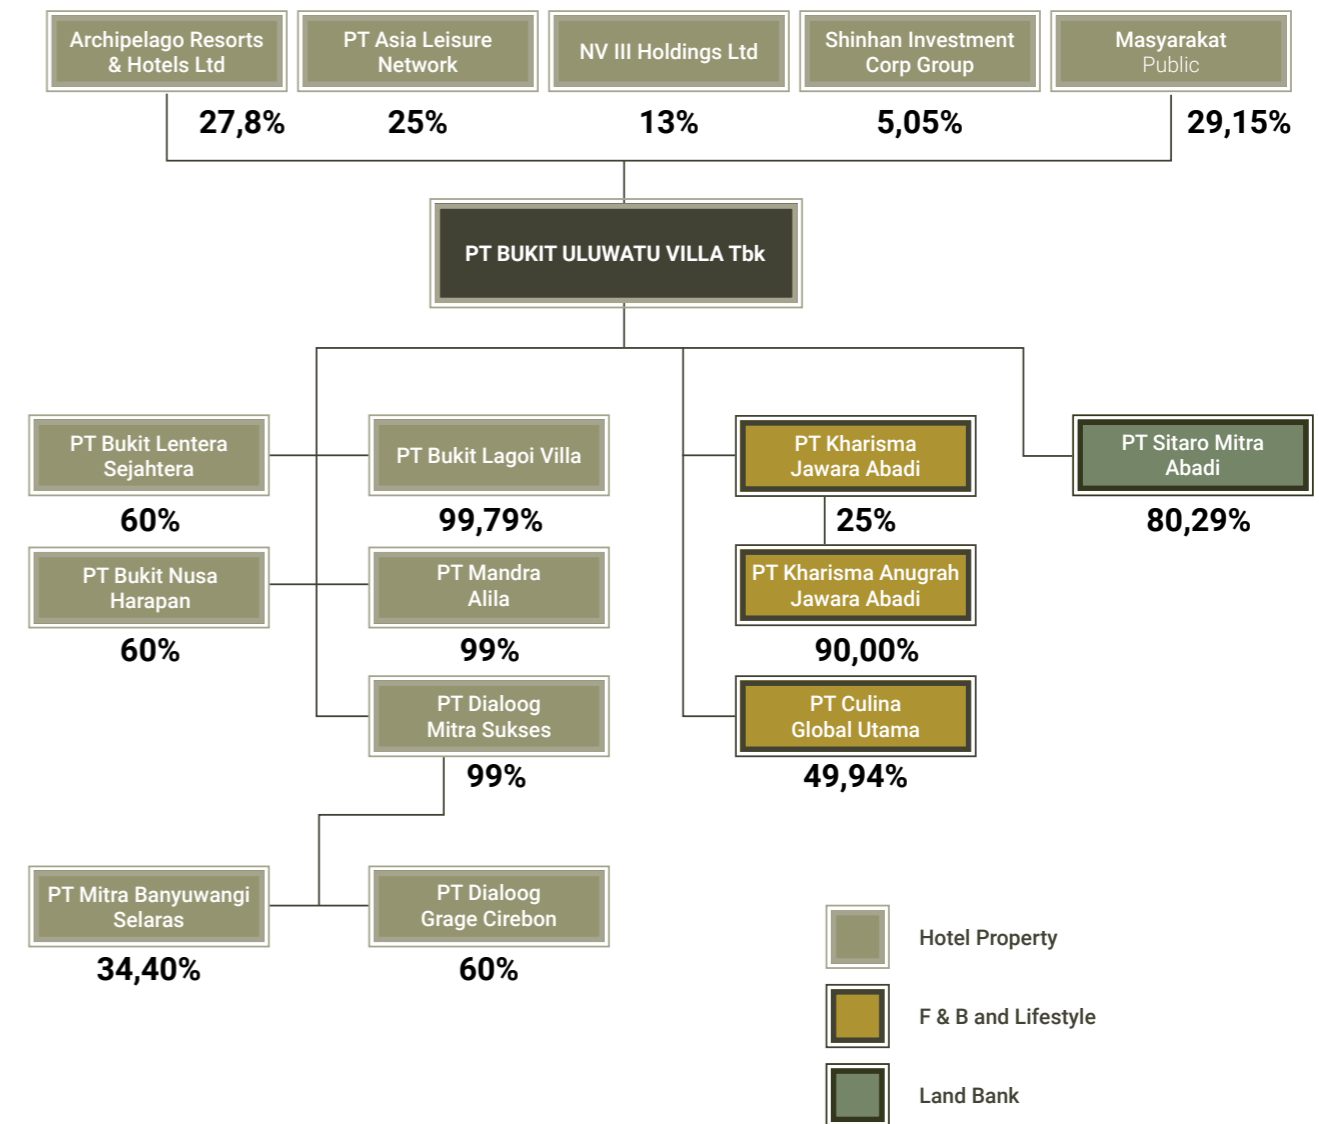 Archipelago Resorts
& Hotels Ltd
27,8%
PT Asia Leisure
Network
25%
NV III Holdings Ltd
13%
Shinhan Investment
Corp Group
5,05%
Masyarakat
Public
29,15%
PT BUKIT ULUWATU VILLA Tbk
PT Bukit Lentera
Sejahtera
60%
PT Bukit Lagoi Villa
99,79%
PT Kharisma
Jawara Abadi
25%
PT Sitaro Mitra
Abadi
80,29%
PT Bukit Nusa
Harapan
60%
PT Mandra
Alila
99%
PT Kharisma Anugrah
Jawara Abadi
90,00%
PT Dialoog
Mitra Sukses
99%
PT Culina
Global Utama
49,94%
PT Mitra Banyuwangi
Selaras
34,40%
PT Dialoog
Grage Cirebon
60%
Hotel Property
F & B and Lifestyle
Land Bank